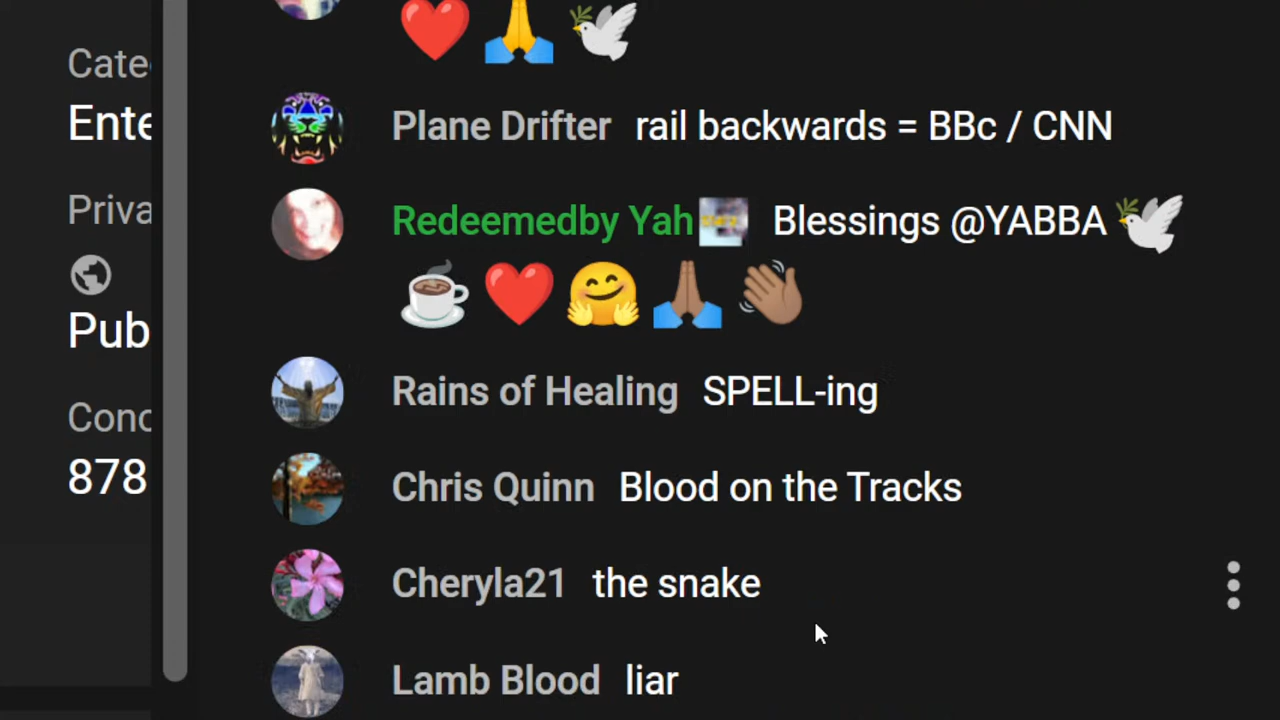 Cate
Ente
Priva
Pub
Conc
878
❤️🙏🕊️
Plane Drifter rail backwards = BBc / CNN
Redeemedby Yah Blessings @YABBA 🕊️
☕❤️🤗🙏🏽👋🏽
Rains of Healing SPELL-ing
Chris Quinn Blood on the Tracks
Cheryla21 the snake
Lamb Blood liar